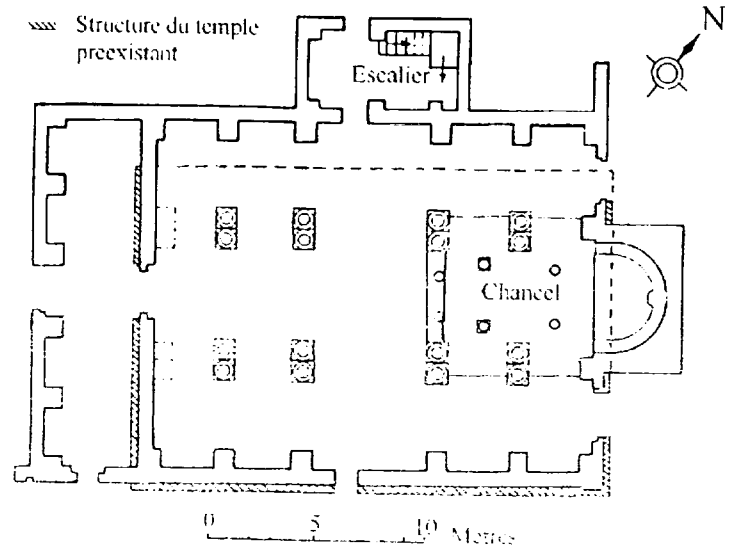 Structure du temple
preexistant
N
Escalier
Chancel
0 5 10 Metres